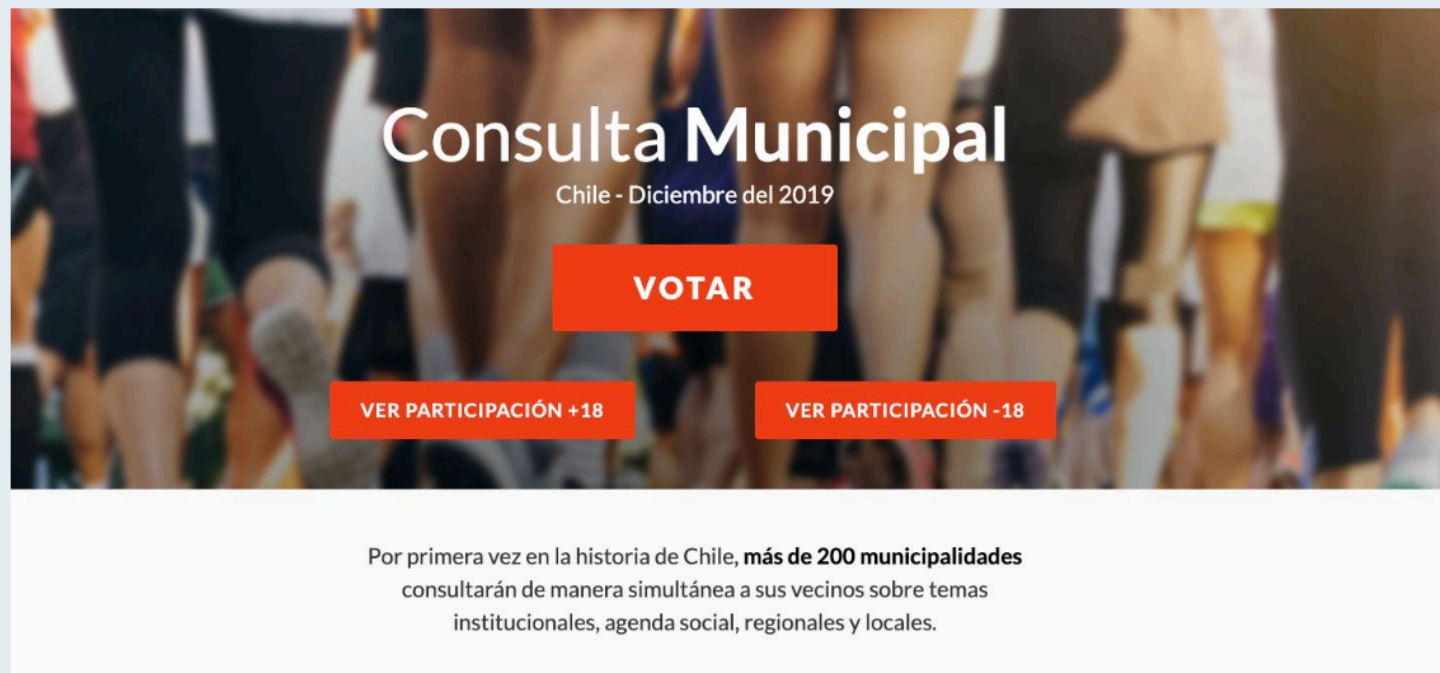 Consulta Municipal
Chile - Diciembre del 2019
VOTAR
VER PARTICIPACIÓN +18
VER PARTICIPACIÓN -18
Por primera vez en la historia de Chile, más de 200 municipalidades
consultarán de manera simultánea a sus vecinos sobre temas
institucionales, agenda social, regionales y locales.